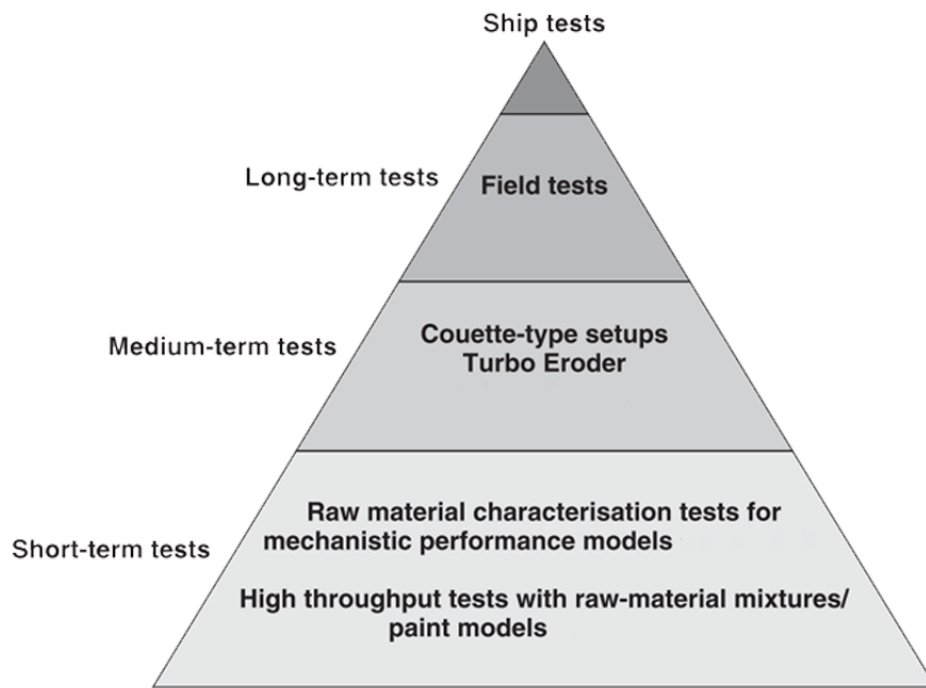 Ship tests
Long-term tests
Field tests
Medium-term tests
Couette-type setups
Turbo Eroder
Short-term tests
Raw material characterisation tests for
mechanistic performance models
High throughput tests with raw-material mixtures/
paint models